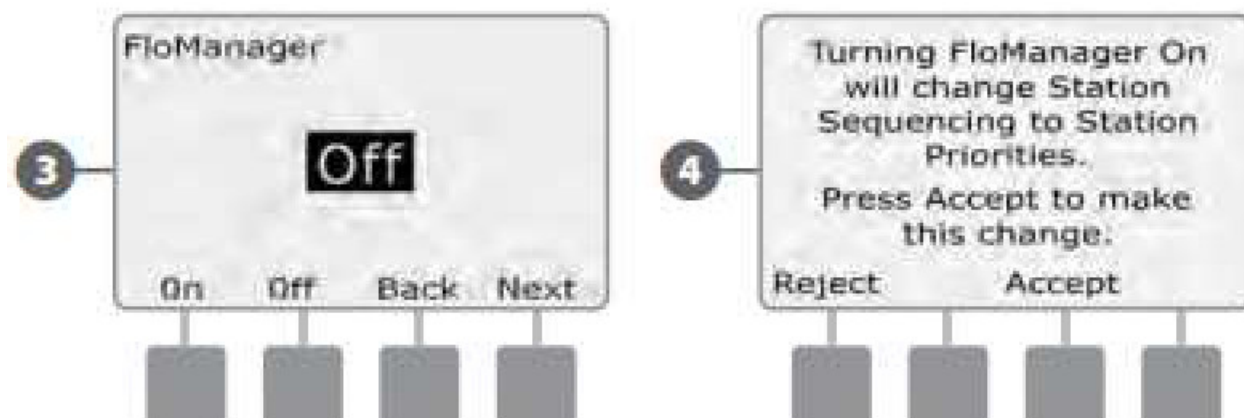 3
FloManager
Off
On Off Back Next
4
Turning FloManager On
will change Station
Sequencing to Station
Priorities.
Press Accept to make
this change.
Reject Accept